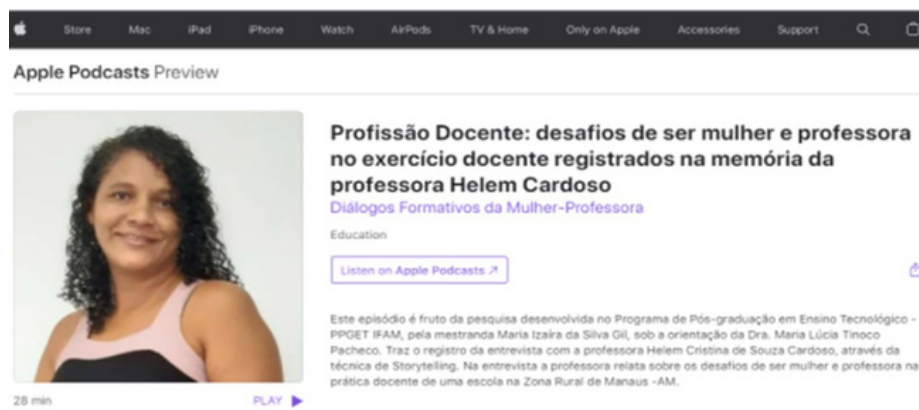 Store Mac iPad iPhone Watch AirPods TV & Home Only on Apple Accessories Support
Apple Podcasts Preview
Profissão Docente: desafios de ser mulher e professora
no exercício docente registrados na memória da
professora Helem Cardoso
Diálogos Formativos da Mulher-Professora
Education
Listen on Apple Podcasts ↗
Este episódio é fruto da pesquisa desenvolvida no Programa de Pós-graduação em Ensino Tecnológico -
PPGET IFAM, pela mestranda Maria Izaíra da Silva Gil, sob a orientação da Dra. Maria Lúcia Tinoco
Pacheco. Traz o registro da entrevista com a professora Helem Cristina de Souza Cardoso, através da
técnica de Storytelling. Na entrevista a professora relata sobre os desafios de ser mulher e professora na
prática docente de uma escola na Zona Rural de Manaus -AM.
28 min PLAY